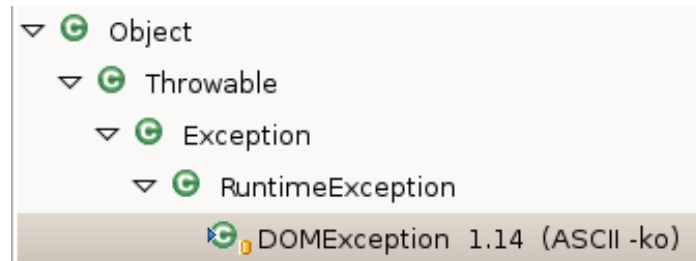 Object
Throwable
Exception
RuntimeException
DOMException 1.14 (ASCII -ko)